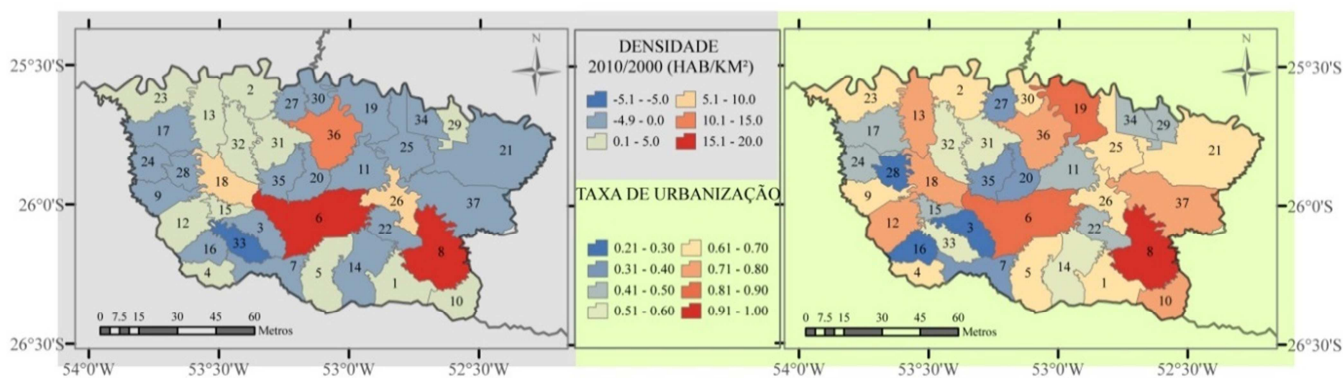 25°30'S
26°0'S
26°30'S
54°0'W
53°30'W
53°0'W
52°30'W
N
23
13
2
27
30
19
34
29
17
32
31
36
25
21
24
28
18
35
20
11
9
12
15
3
6
26
37
16
33
22
8
4
7
5
14
1
10
0 7.5 15 30 45 60
Metros
DENSIDADE
2010/2000 (HAB/KM²)
-5.1 - -5.0 5.1 - 10.0
-4.9 - 0.0 10.1 - 15.0
0.1 - 5.0 15.1 - 20.0
TAXA DE URBANIZAÇÃO
0.21 - 0.30 0.61 - 0.70
0.31 - 0.40 0.71 - 0.80
0.41 - 0.50 0.81 - 0.90
0.51 - 0.60 0.91 - 1.00
N
23
13
2
27
30
19
34
29
17
32
31
36
25
21
24
28
18
35
20
11
9
12
15
3
6
26
37
16
33
22
8
4
7
5
14
1
10
0 7.5 15 30 45 60
Metros
54°0'W
53°30'W
53°0'W
52°30'W
25°30'S
26°0'S
26°30'S